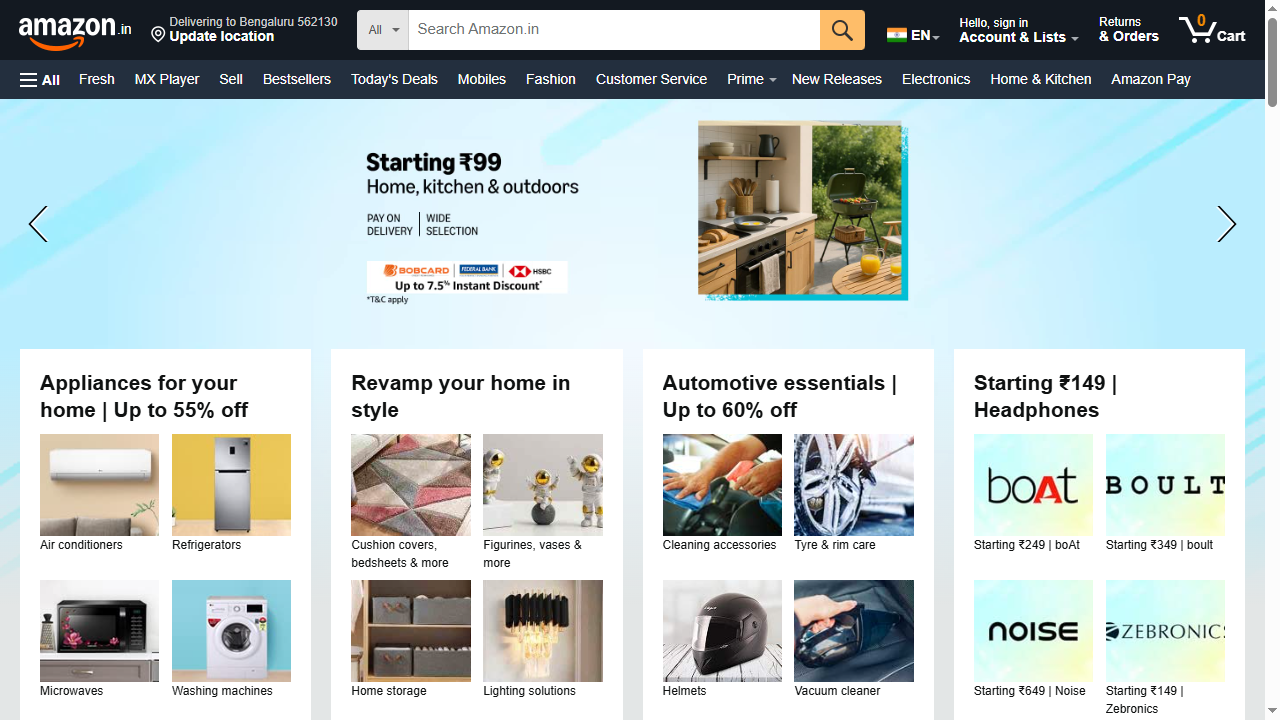 amazon.in
Delivering to Bengaluru 562130
Update location
All
Search Amazon.in
EN
Hello, sign in
Account & Lists
Returns
& Orders
0
Cart
All
Fresh
MX Player
Sell
Bestsellers
Today's Deals
Mobiles
Fashion
Customer Service
Prime
New Releases
Electronics
Home & Kitchen
Amazon Pay
Starting ₹99
Home, kitchen & outdoors
PAY ON
DELIVERY
WIDE
SELECTION
BOBCARD
FEDERAL BANK
HSBC
Up to 7.5% Instant Discount*
*T&C apply
Appliances for your
home | Up to 55% off
Air conditioners
Refrigerators
Microwaves
Washing machines
Revamp your home in
style
Cushion covers,
bedsheets & more
Figurines, vases &
more
Home storage
Lighting solutions
Automotive essentials |
Up to 60% off
Cleaning accessories
Tyre & rim care
Helmets
Vacuum cleaner
Starting ₹149 |
Headphones
boAt
BOULT
Starting ₹249 | boAt
Starting ₹349 | boult
NOISE
ZEBRONICS
Starting ₹649 | Noise
Starting ₹149 |
Zebronics